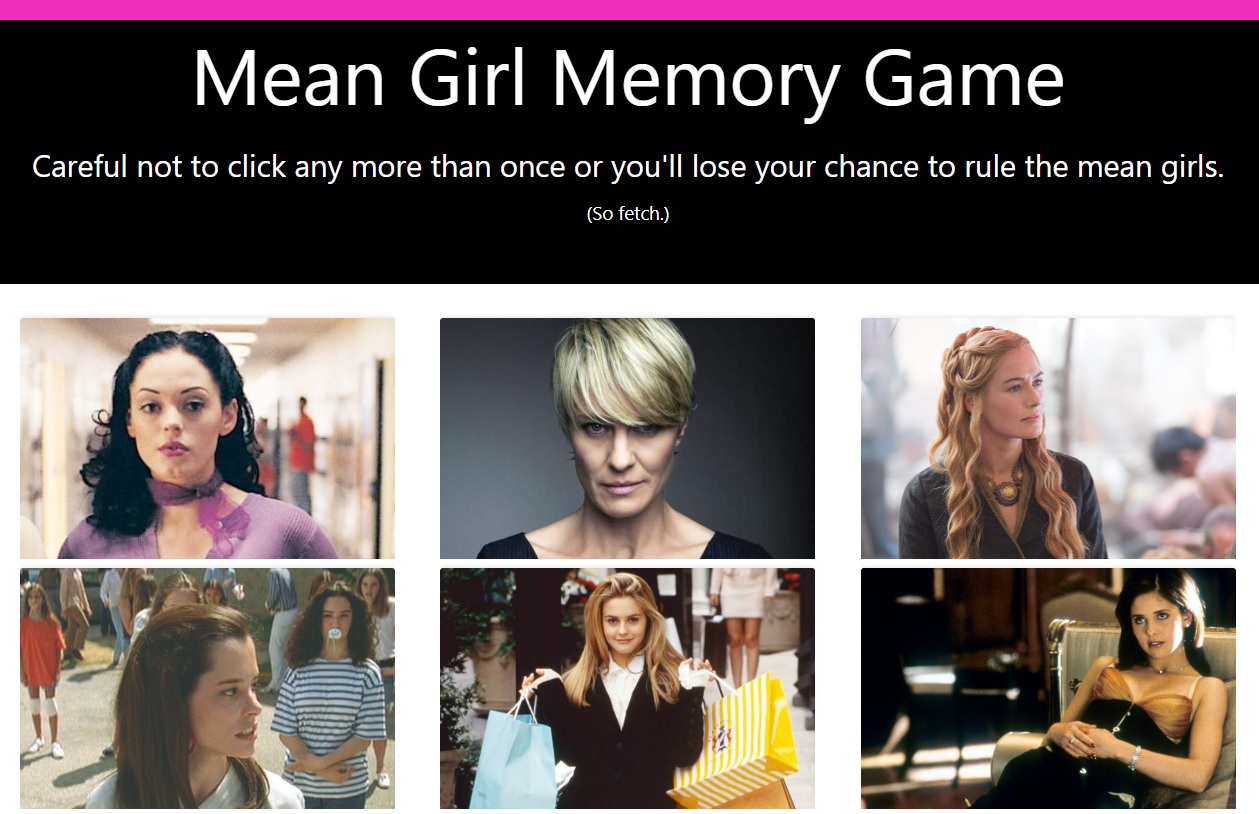 Mean Girl Memory Game
Careful not to click any more than once or you'll lose your chance to rule the mean girls.
(So fetch.)